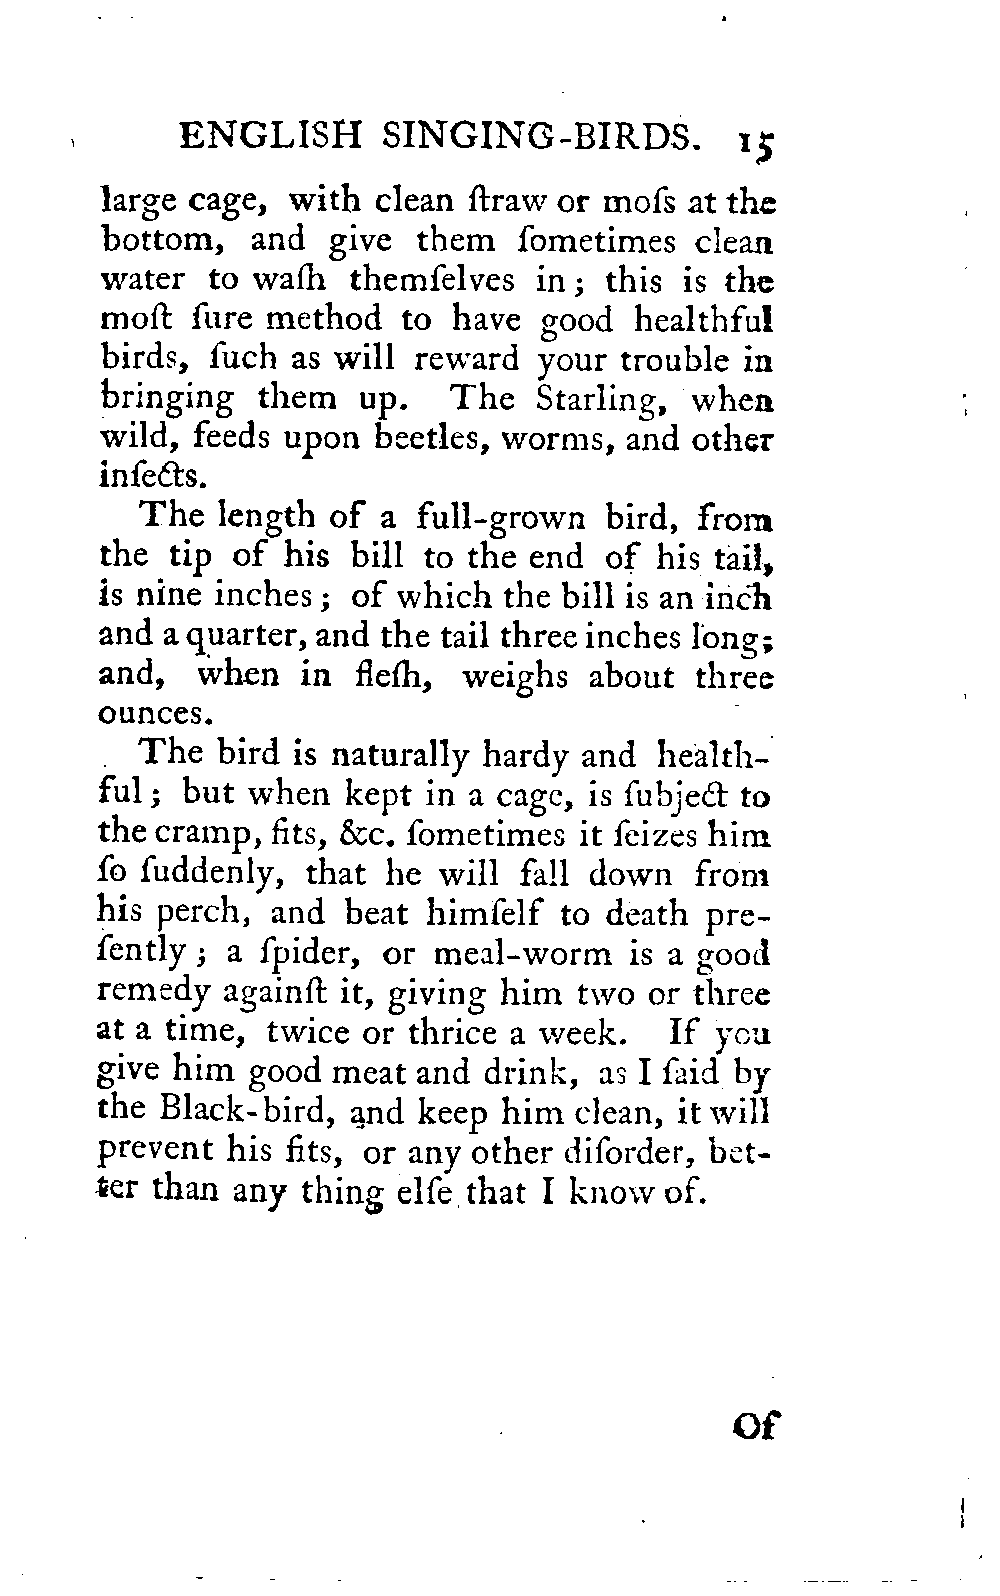 ENGLISH SINGING-BIRDS. 15
large cage, with clean ſtraw or moſs at the
bottom, and give them ſometimes clean
water to waſh themſelves in; this is the
moſt ſure method to have good healthful
birds, ſuch as will reward your trouble in
bringing them up. The Starling, when
wild, feeds upon beetles, worms, and other
inſects.
The length of a full-grown bird, from
the tip of his bill to the end of his tail,
is nine inches; of which the bill is an inch
and a quarter, and the tail three inches long;
and, when in fleſh, weighs about three
ounces.
The bird is naturally hardy and health-
ful; but when kept in a cage, is ſubject to
the cramp, fits, &c. ſometimes it ſeizes him
ſo ſuddenly, that he will fall down from
his perch, and beat himſelf to death pre-
ſently; a ſpider, or meal-worm is a good
remedy againſt it, giving him two or three
at a time, twice or thrice a week. If you
give him good meat and drink, as I ſaid by
the Black-bird, and keep him clean, it will
prevent his fits, or any other diſorder, bet-
ter than any thing elſe that I know of.
Of